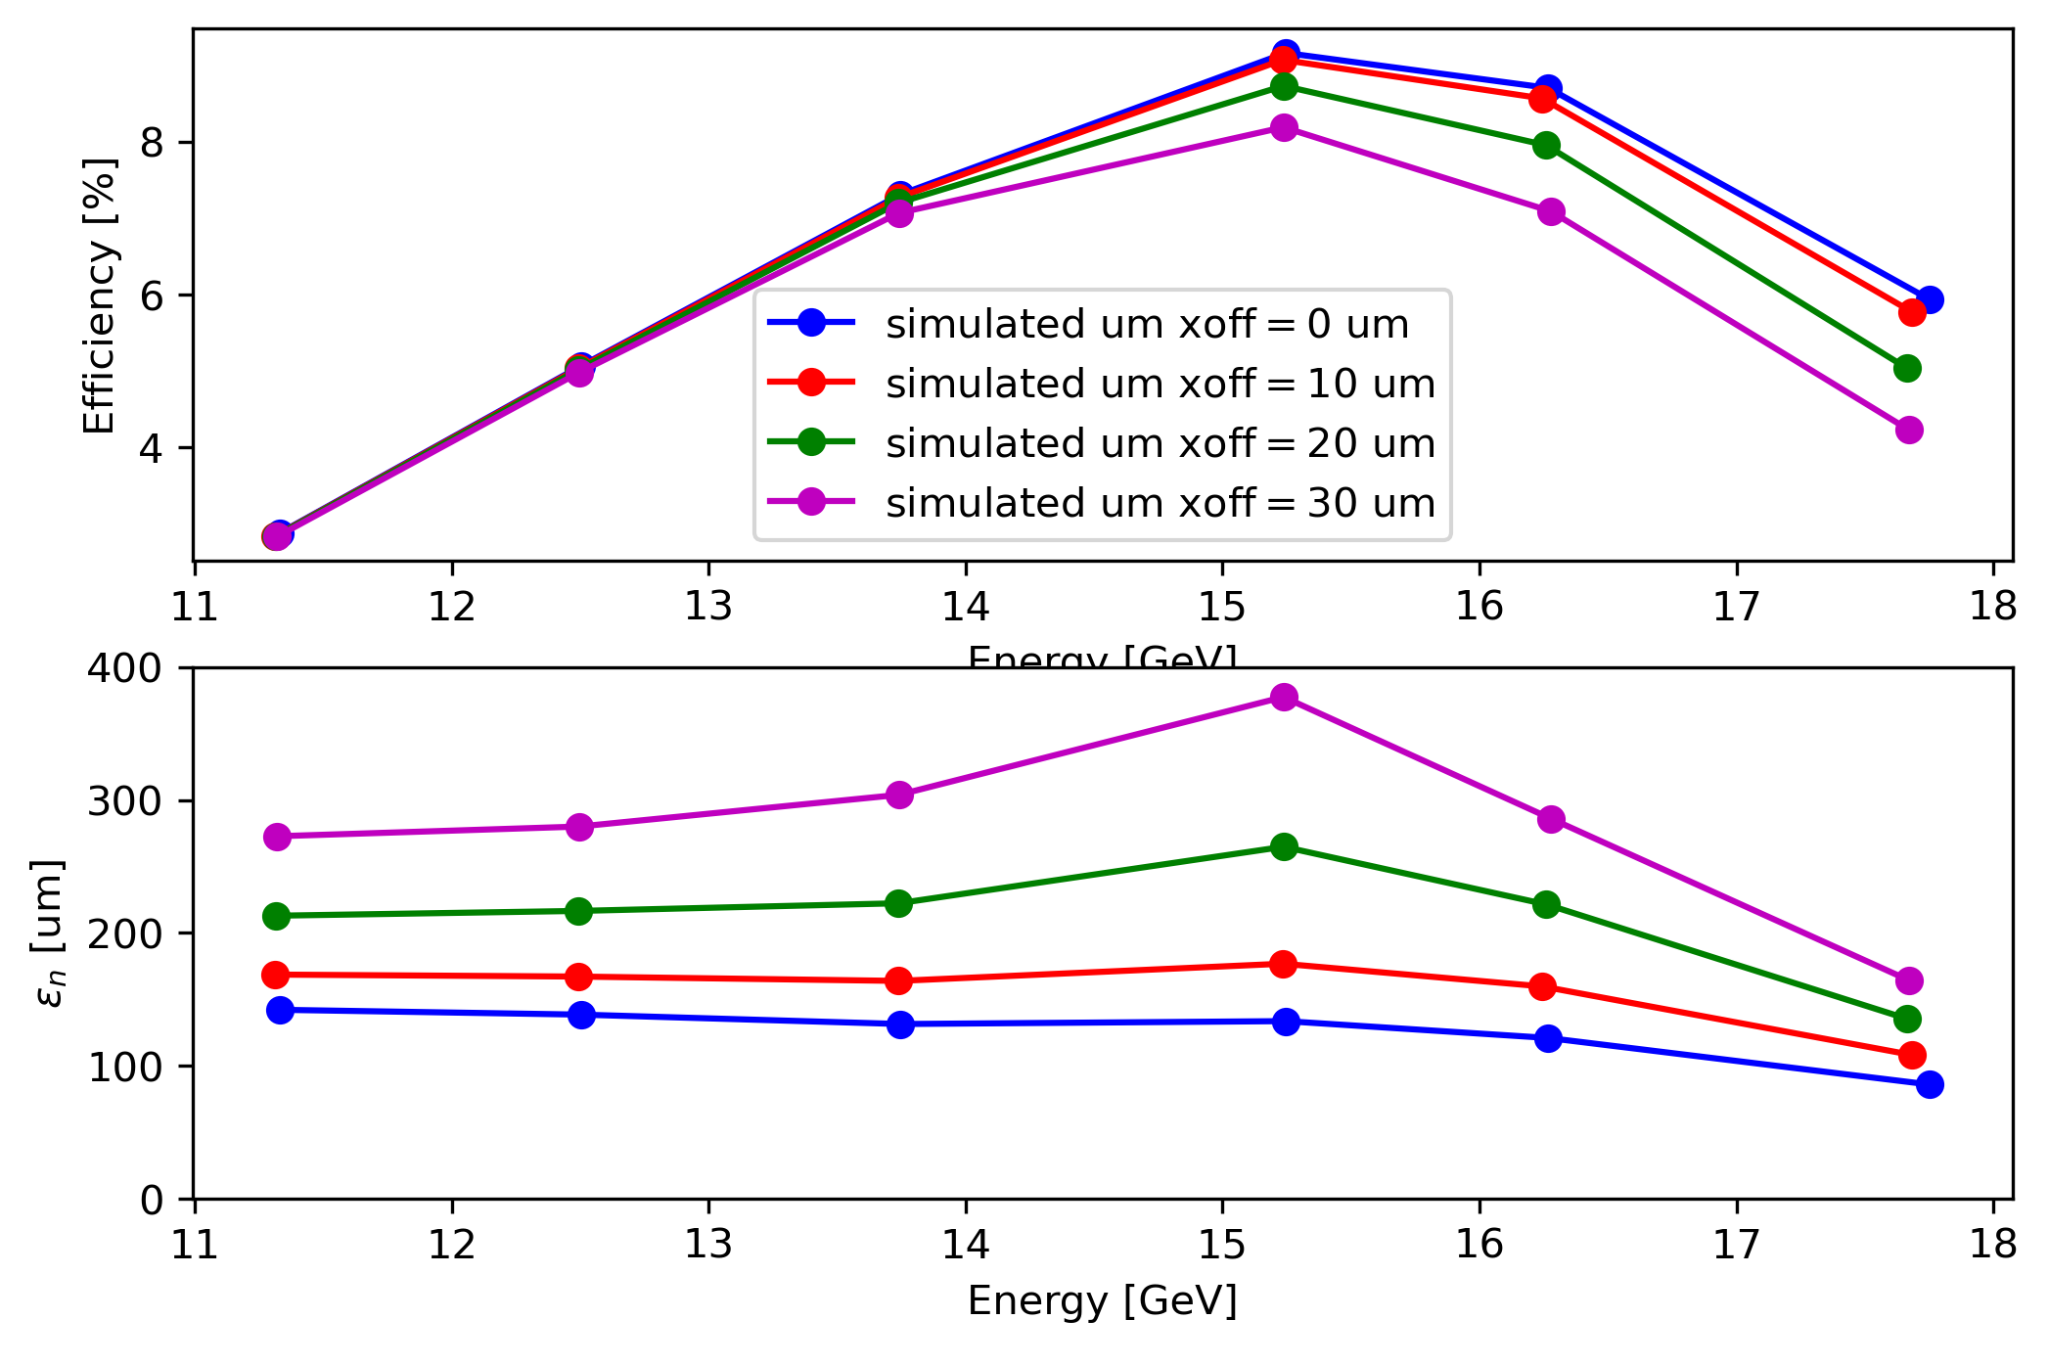 Efficiency [%]
8
6
4
simulated um xoff = 0 um
simulated um xoff = 10 um
simulated um xoff = 20 um
simulated um xoff = 30 um
11 12 13 14 15 16 17 18
Energy [GeV]
εn [um]
400
300
200
100
0
11 12 13 14 15 16 17 18
Energy [GeV]